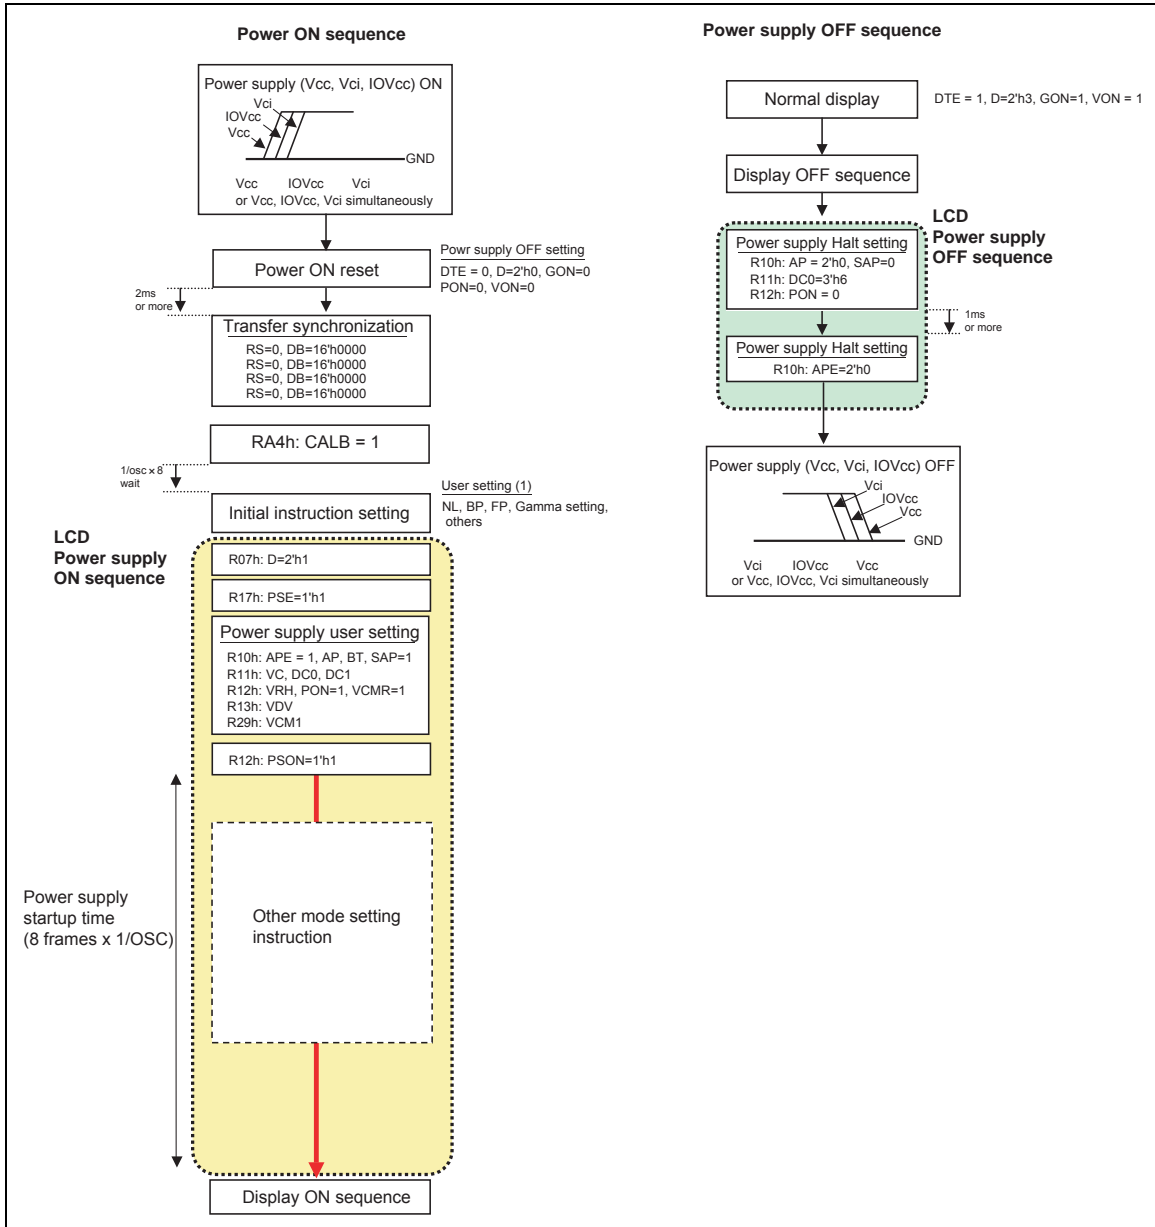 Power ON sequence
Power supply (Vcc, Vci, IOVcc) ON
Vci
IOVcc
Vcc
GND
Vcc IOVcc Vci
or Vcc, IOVcc, Vci simultaneously
Power ON reset
Powr supply OFF setting
DTE = 0, D=2'h0, GON=0
PON=0, VON=0
2ms
or more
Transfer synchronization
RS=0, DB=16'h0000
RS=0, DB=16'h0000
RS=0, DB=16'h0000
RS=0, DB=16'h0000
RA4h: CALB = 1
1/osc × 8
wait
User setting (1)
NL, BP, FP, Gamma setting,
others
Initial instruction setting
LCD
Power supply
ON sequence
R07h: D=2'h1
R17h: PSE=1'h1
Power supply user setting
R10h: APE = 1, AP, BT, SAP=1
R11h: VC, DC0, DC1
R12h: VRH, PON=1, VCMR=1
R13h: VDV
R29h: VCM1
R12h: PSON=1'h1
Power supply
startup time
(8 frames x 1/OSC)
Other mode setting
instruction
Display ON sequence
Power supply OFF sequence
Normal display
DTE = 1, D=2'h3, GON=1, VON = 1
Display OFF sequence
LCD
Power supply
OFF sequence
Power supply Halt setting
R10h: AP = 2'h0, SAP=0
R11h: DC0=3'h6
R12h: PON = 0
1ms
or more
Power supply Halt setting
R10h: APE=2'h0
Power supply (Vcc, Vci, IOVcc) OFF
Vci
IOVcc
Vcc
GND
Vci IOVcc Vcc
or Vcc, IOVcc, Vci simultaneously